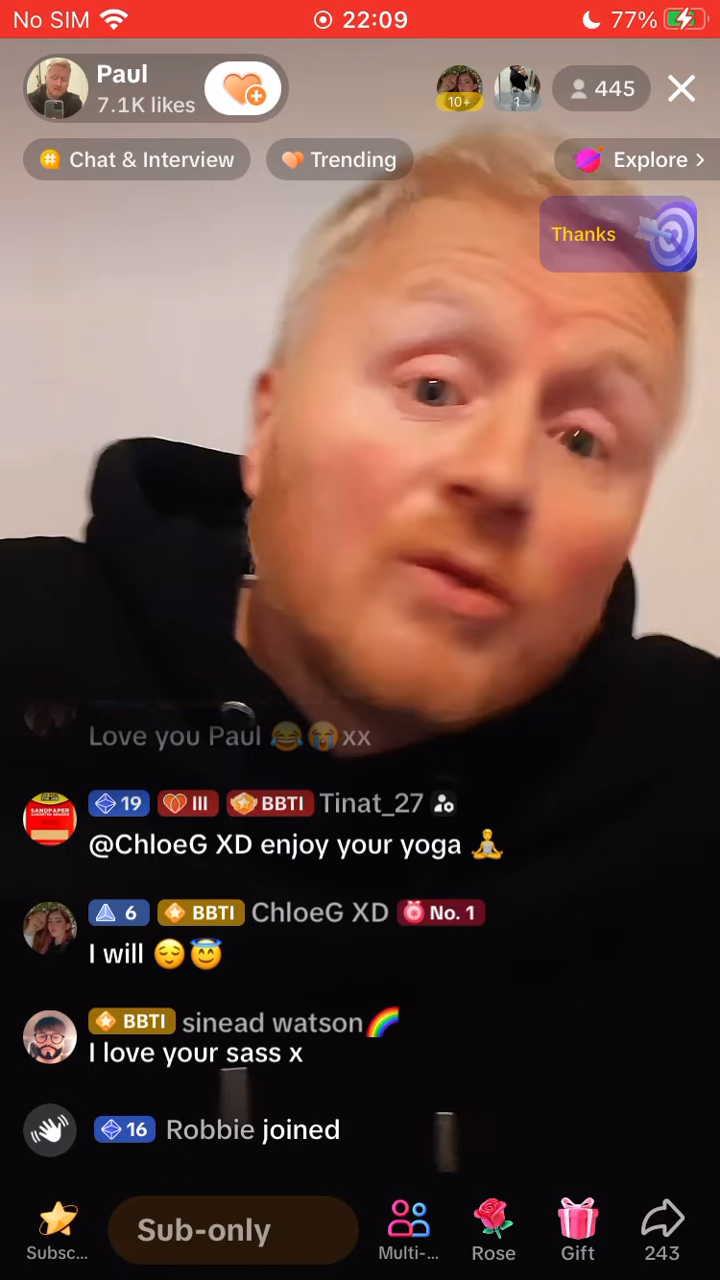 No SIM 22:09 77%
Paul
7.1K likes
10+ 1 445
Chat & Interview Trending Explore >
Thanks
Love you Paul 😂😭xx
19 III BBTI Tinat_27
@ChloeG XD enjoy your yoga 🧘
6 BBTI ChloeG XD No. 1
I will 😌😇
BBTI sinead watson🌈
I love your sass x
16 Robbie joined
Sub-only
Subsc... Multi-... Rose Gift 243